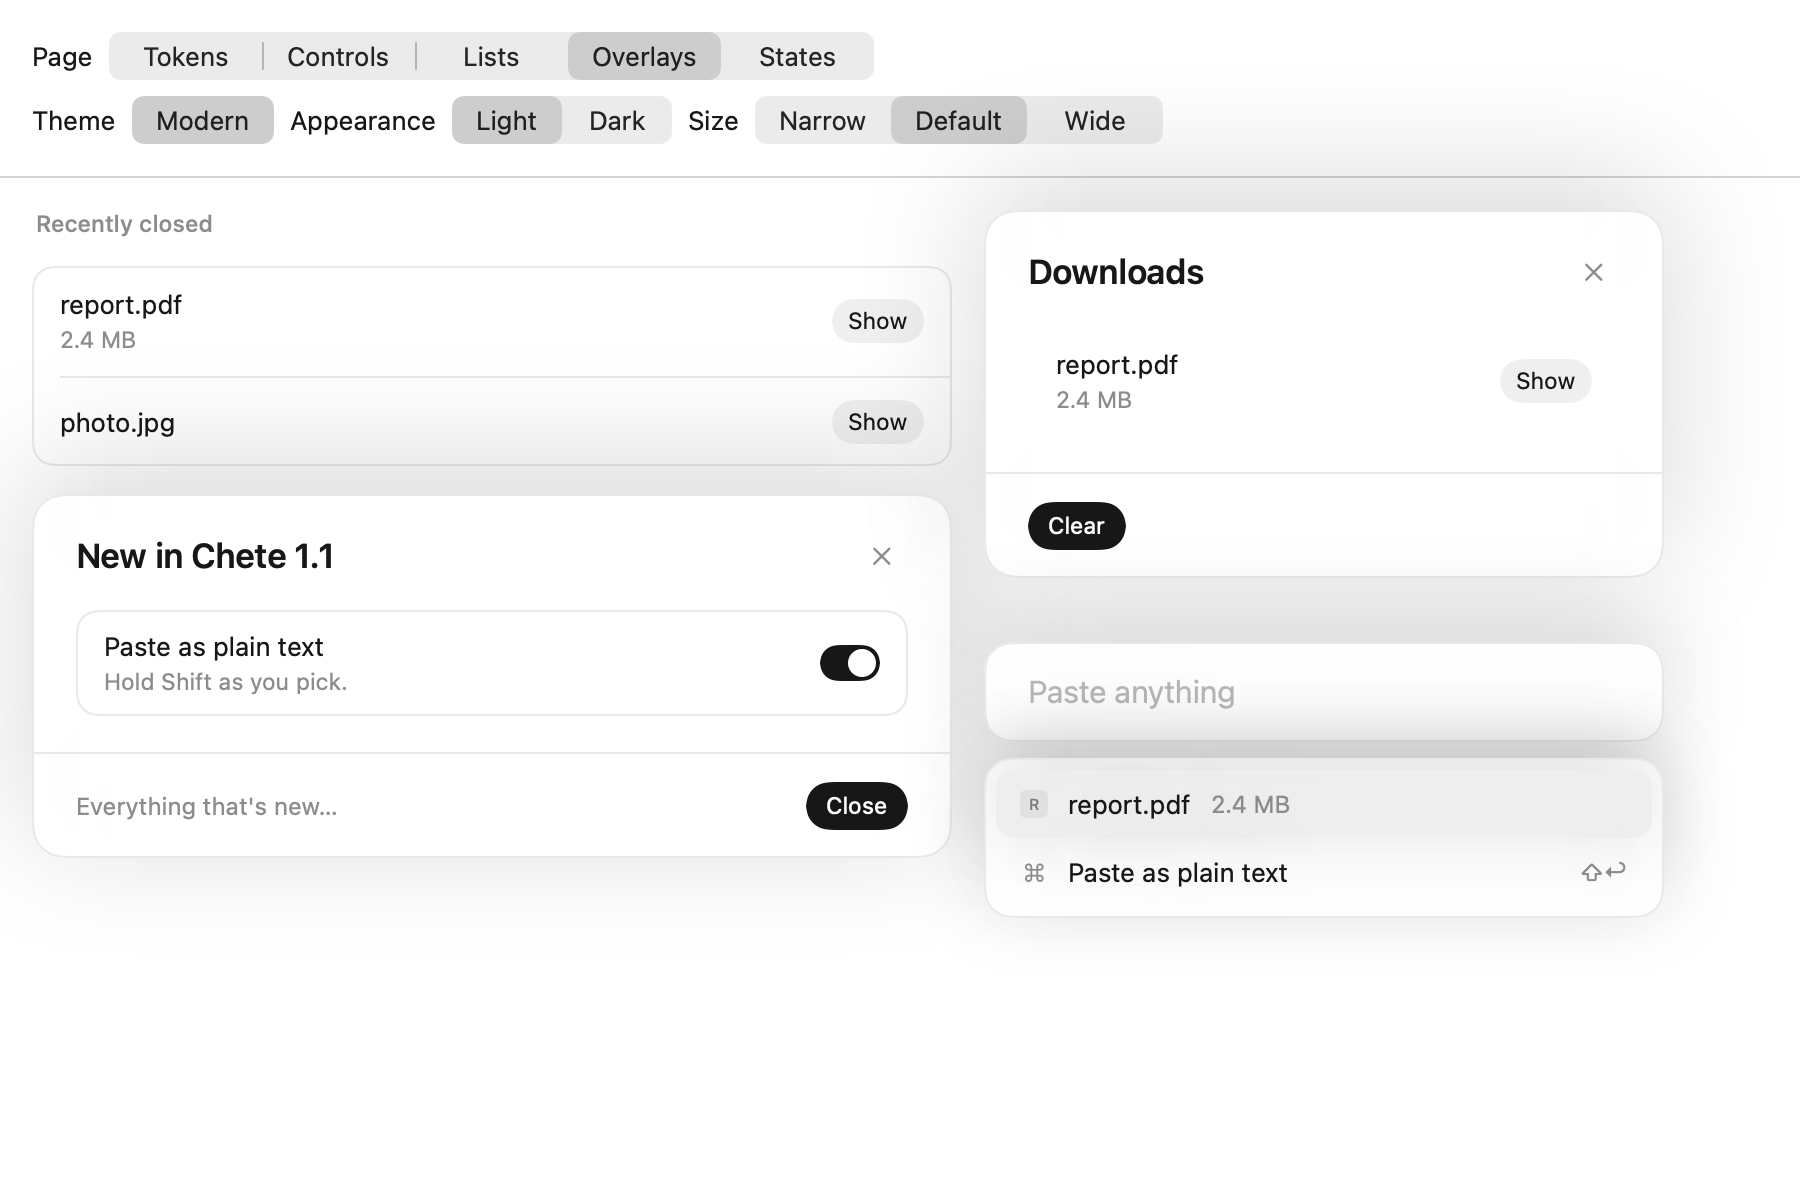 Page Tokens Controls Lists Overlays States
Theme Modern Appearance Light Dark Size Narrow Default Wide
Recently closed
report.pdf
2.4 MB
Show
photo.jpg
Show
New in Chete 1.1
Paste as plain text
Hold Shift as you pick.
Everything that's new...
Close
Downloads
report.pdf
2.4 MB
Show
Clear
Paste anything
R report.pdf 2.4 MB
⌘ Paste as plain text ⇧↩